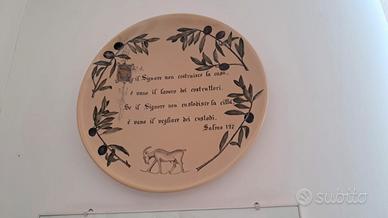 Se il Signore non costruisce la casa,
è vano il lavoro dei costruttori.
Se il Signore non custodisce la città
è vano il vegliare dei custodi.
Salmo 127
subito